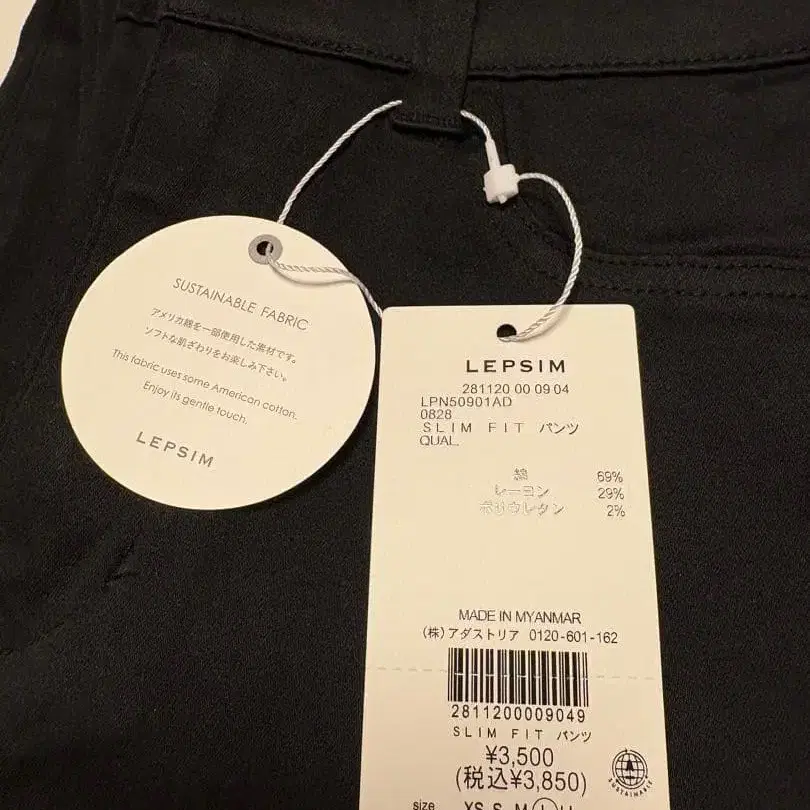 SUSTAINABLE FABRIC
アメリカ綿を一部使用した素材です。
ソフトな肌ざわりをお楽しみ下さい。
This fabric uses some American cotton.
Enjoy its gentle touch.
LEPSIM
LEPSIM
281120 00 09 04
LPN50901AD
0828
SLIM FIT パンツ
QUAL.
綿 69%
レーヨン 29%
ポリウレタン 2%
MADE IN MYANMAR
(株)アダストリア 0120-601-162
2811200009049
SLIM FIT パンツ
¥3,500
(税込¥3,850)
SUSTAINABLE
size XS S M L LL